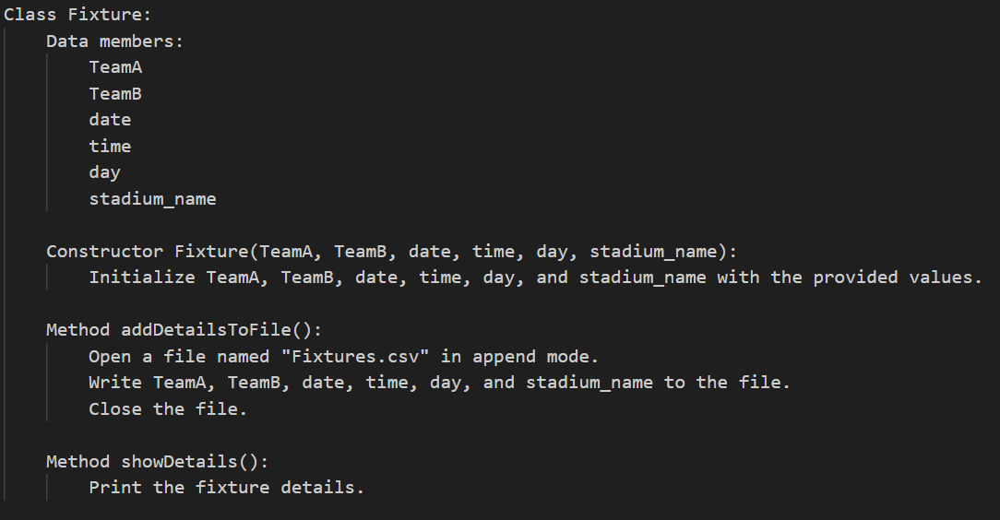 Class Fixture:
Data members:
TeamA
TeamB
date
time
day
stadium_name
Constructor Fixture(TeamA, TeamB, date, time, day, stadium_name):
Initialize TeamA, TeamB, date, time, day, and stadium_name with the provided values.
Method addDetailsToFile():
Open a file named "Fixtures.csv" in append mode.
Write TeamA, TeamB, date, time, day, and stadium_name to the file.
Close the file.
Method showDetails():
Print the fixture details.